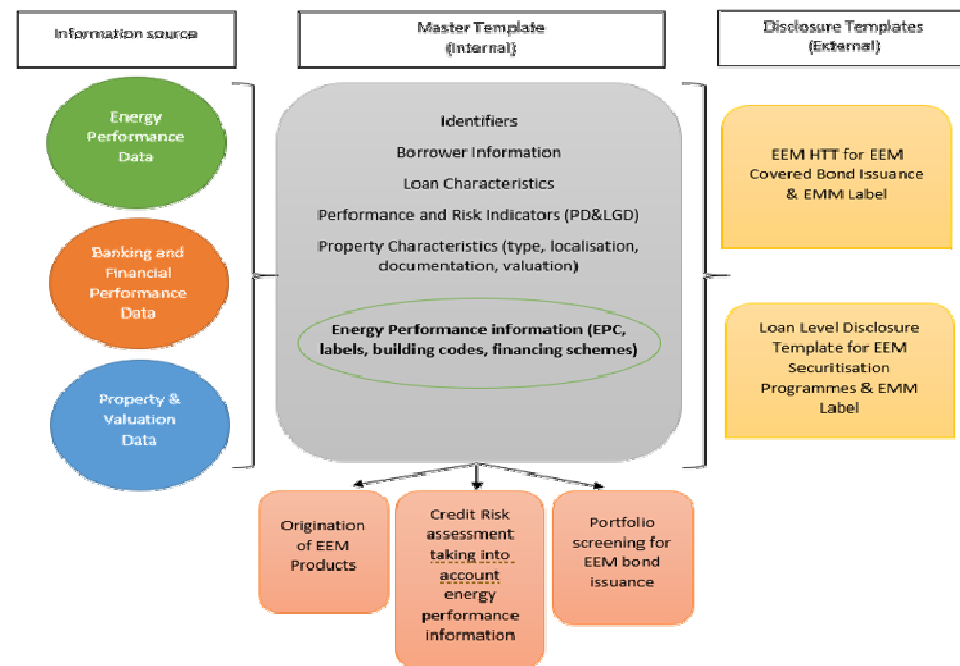 Information source
Master Template
(Internal)
Disclosure Templates
(External)
Energy
Performance
Data
Banking and
Financial
Performance
Data
Property &
Valuation
Data
Identifiers
Borrower Information
Loan Characteristics
Performance and Risk Indicators (PD&LGD)
Property Characteristics (type, localisation,
documentation, valuation)
Energy Performance information (EPC,
labels, building codes, financing schemes)
EEM HTT for EEM
Covered Bond Issuance
& EMM Label
Loan Level Disclosure
Template for EEM
Securitisation
Programmes & EMM
Label
Origination
of EEM
Products
Credit Risk
assessment
taking into
account
energy
performance
information
Portfolio
screening for
EEM bond
issuance